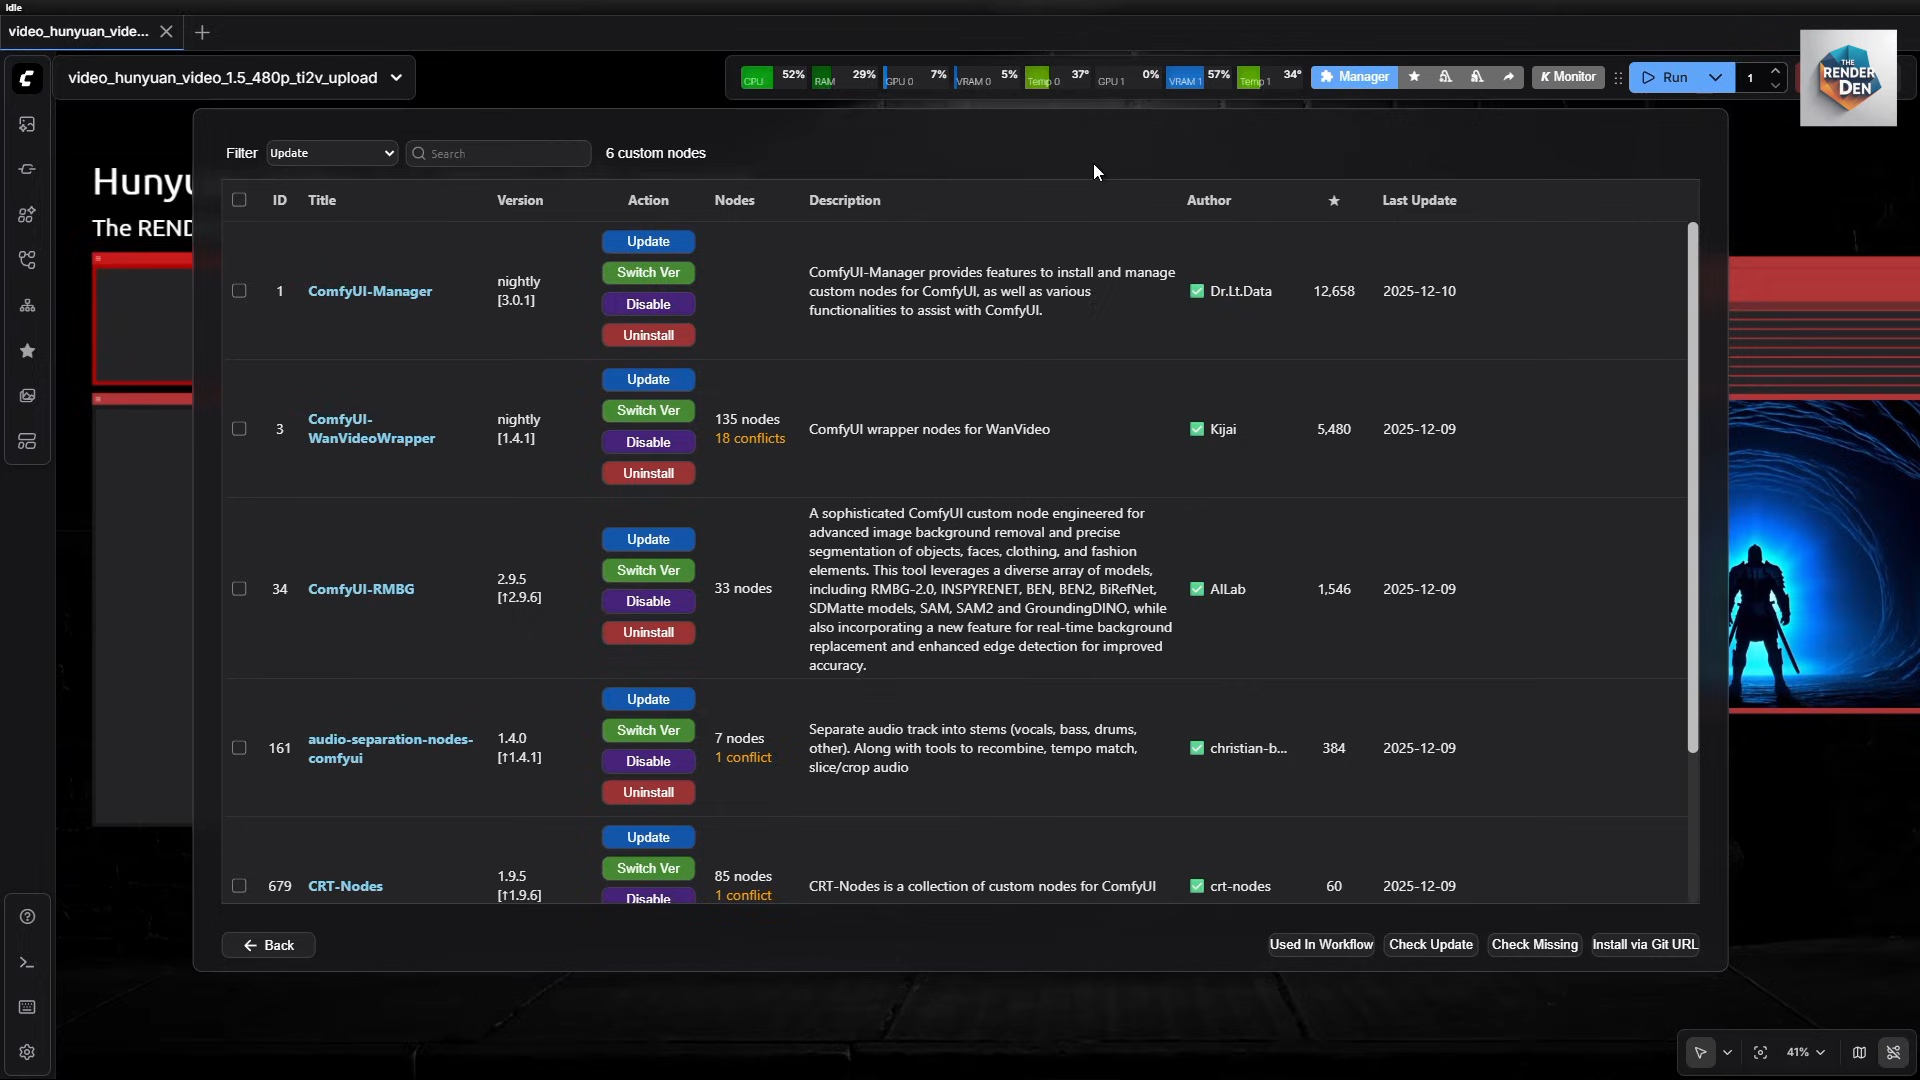 Idle
video_hunyuan_vide...
video_hunyuan_video_1.5_480p_ti2v_upload
CPU 52% RAM 29% GPU 0 7% VRAM 0 5% Temp 0 37° GPU 1 0% VRAM 1 57% Temp 1 34°
Manager
K Monitor
Run
1
THE
RENDER
DEN
Hunyu
The REND
Filter Update Search 6 custom nodes
ID Title Version Action Nodes Description Author ★ Last Update
1
ComfyUI-Manager
nightly
[3.0.1]
Update
Switch Ver
Disable
Uninstall
ComfyUI-Manager provides features to install and manage
custom nodes for ComfyUI, as well as various
functionalities to assist with ComfyUI.
Dr.Lt.Data
12,658
2025-12-10
3
ComfyUI-
WanVideoWrapper
nightly
[1.4.1]
Update
Switch Ver
Disable
Uninstall
135 nodes
18 conflicts
ComfyUI wrapper nodes for WanVideo
Kijai
5,480
2025-12-09
34
ComfyUI-RMBG
2.9.5
[↑2.9.6]
Update
Switch Ver
Disable
Uninstall
33 nodes
A sophisticated ComfyUI custom node engineered for
advanced image background removal and precise
segmentation of objects, faces, clothing, and fashion
elements. This tool leverages a diverse array of models,
including RMBG-2.0, INSPYRENET, BEN, BEN2, BiRefNet,
SDMatte models, SAM, SAM2 and GroundingDINO, while
also incorporating a new feature for real-time background
replacement and enhanced edge detection for improved
accuracy.
AILab
1,546
2025-12-09
161
audio-separation-nodes-
comfyui
1.4.0
[↑1.4.1]
Update
Switch Ver
Disable
Uninstall
7 nodes
1 conflict
Separate audio track into stems (vocals, bass, drums,
other). Along with tools to recombine, tempo match,
slice/crop audio
christian-b...
384
2025-12-09
679
CRT-Nodes
1.9.5
[↑1.9.6]
Update
Switch Ver
Disable
85 nodes
1 conflict
CRT-Nodes is a collection of custom nodes for ComfyUI
crt-nodes
60
2025-12-09
Back
Used In Workflow
Check Update
Check Missing
Install via Git URL
41%